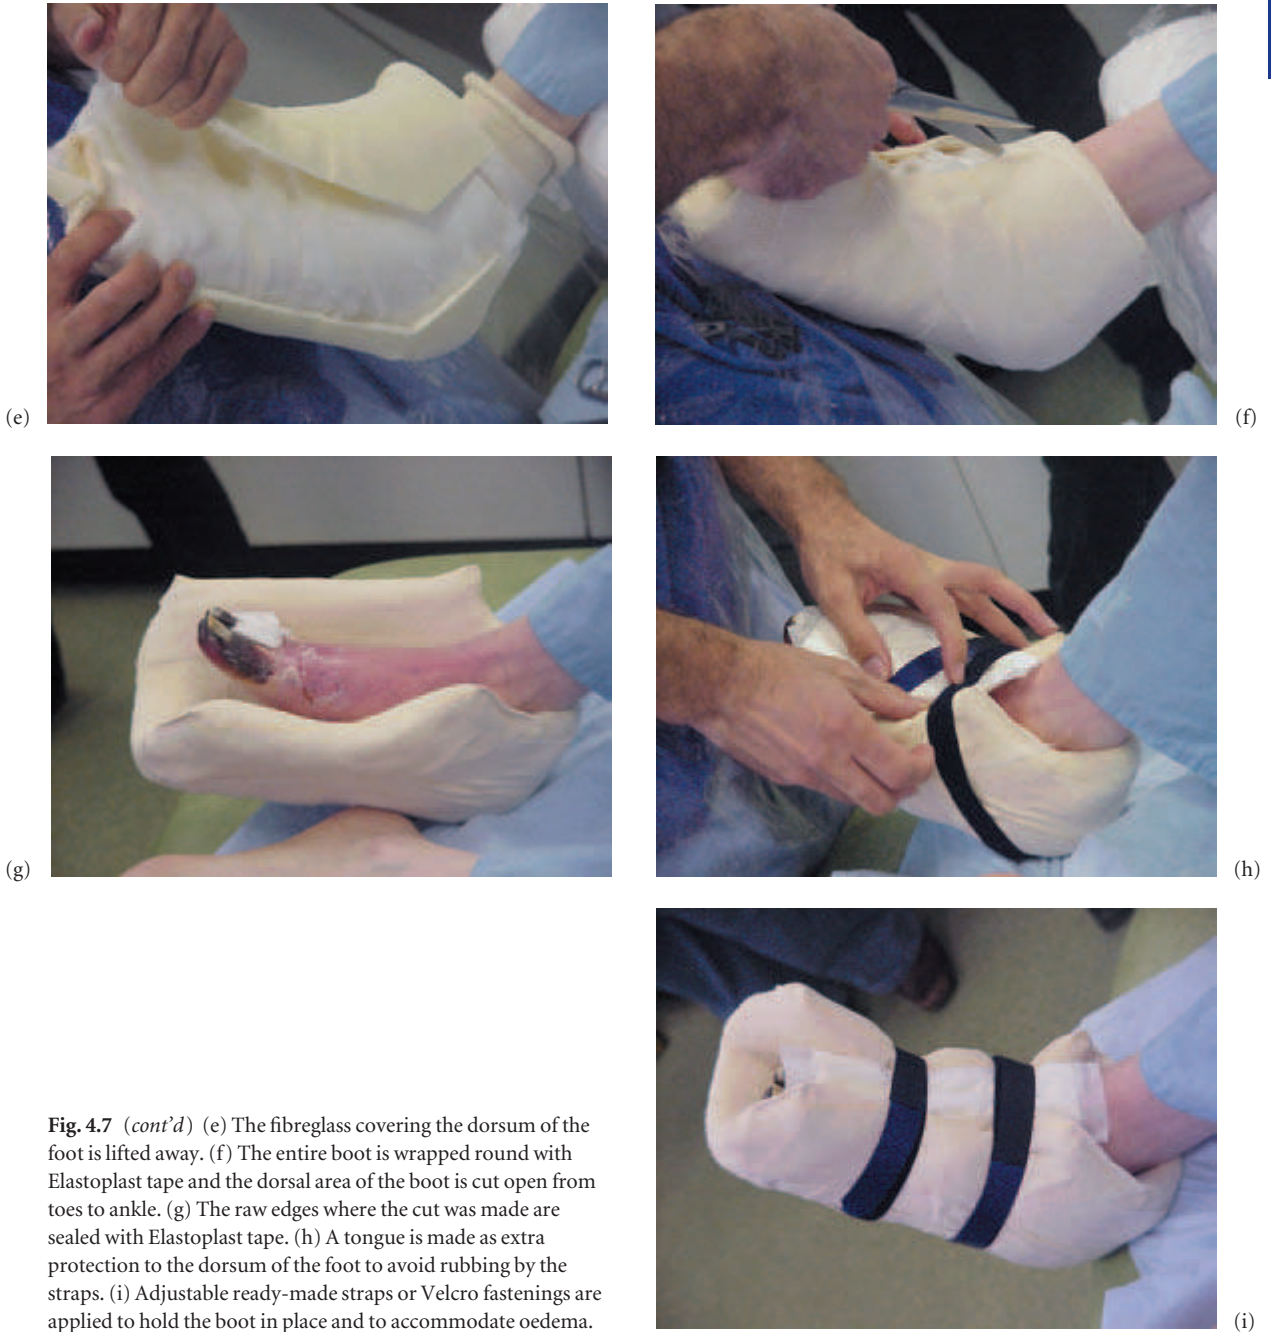 (e)
(f)
(g)
(h)
Fig. 4.7 (cont'd) (e) The fibreglass covering the dorsum of the
foot is lifted away. (f) The entire boot is wrapped round with
Elastoplast tape and the dorsal area of the boot is cut open from
toes to ankle. (g) The raw edges where the cut was made are
sealed with Elastoplast tape. (h) A tongue is made as extra
protection to the dorsum of the foot to avoid rubbing by the
straps. (i) Adjustable ready-made straps or Velcro fastenings are
applied to hold the boot in place and to accommodate oedema.
(i)